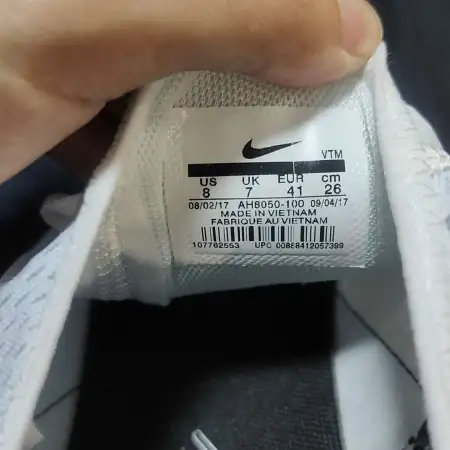 VTM
US UK EUR cm
8 7 41 26
08/02/17 AH8050-100 09/04/17
MADE IN VIETNAM
FABRIQUE AU VIETNAM
107762553 UPC 00888412057399